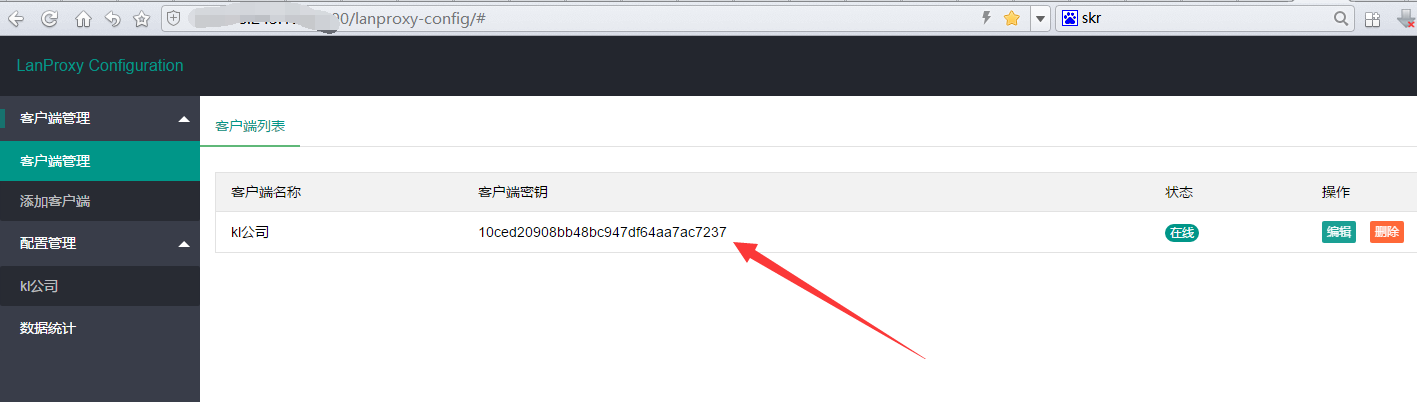 /lanproxy-config/#
skr
LanProxy Configuration
客户端管理
客户端管理
添加客户端
配置管理
kl公司
数据统计
客户端列表
客户端名称 客户端密钥 状态 操作
kl公司 10ced20908bb48bc947df64aa7ac7237 在线 编辑 删除